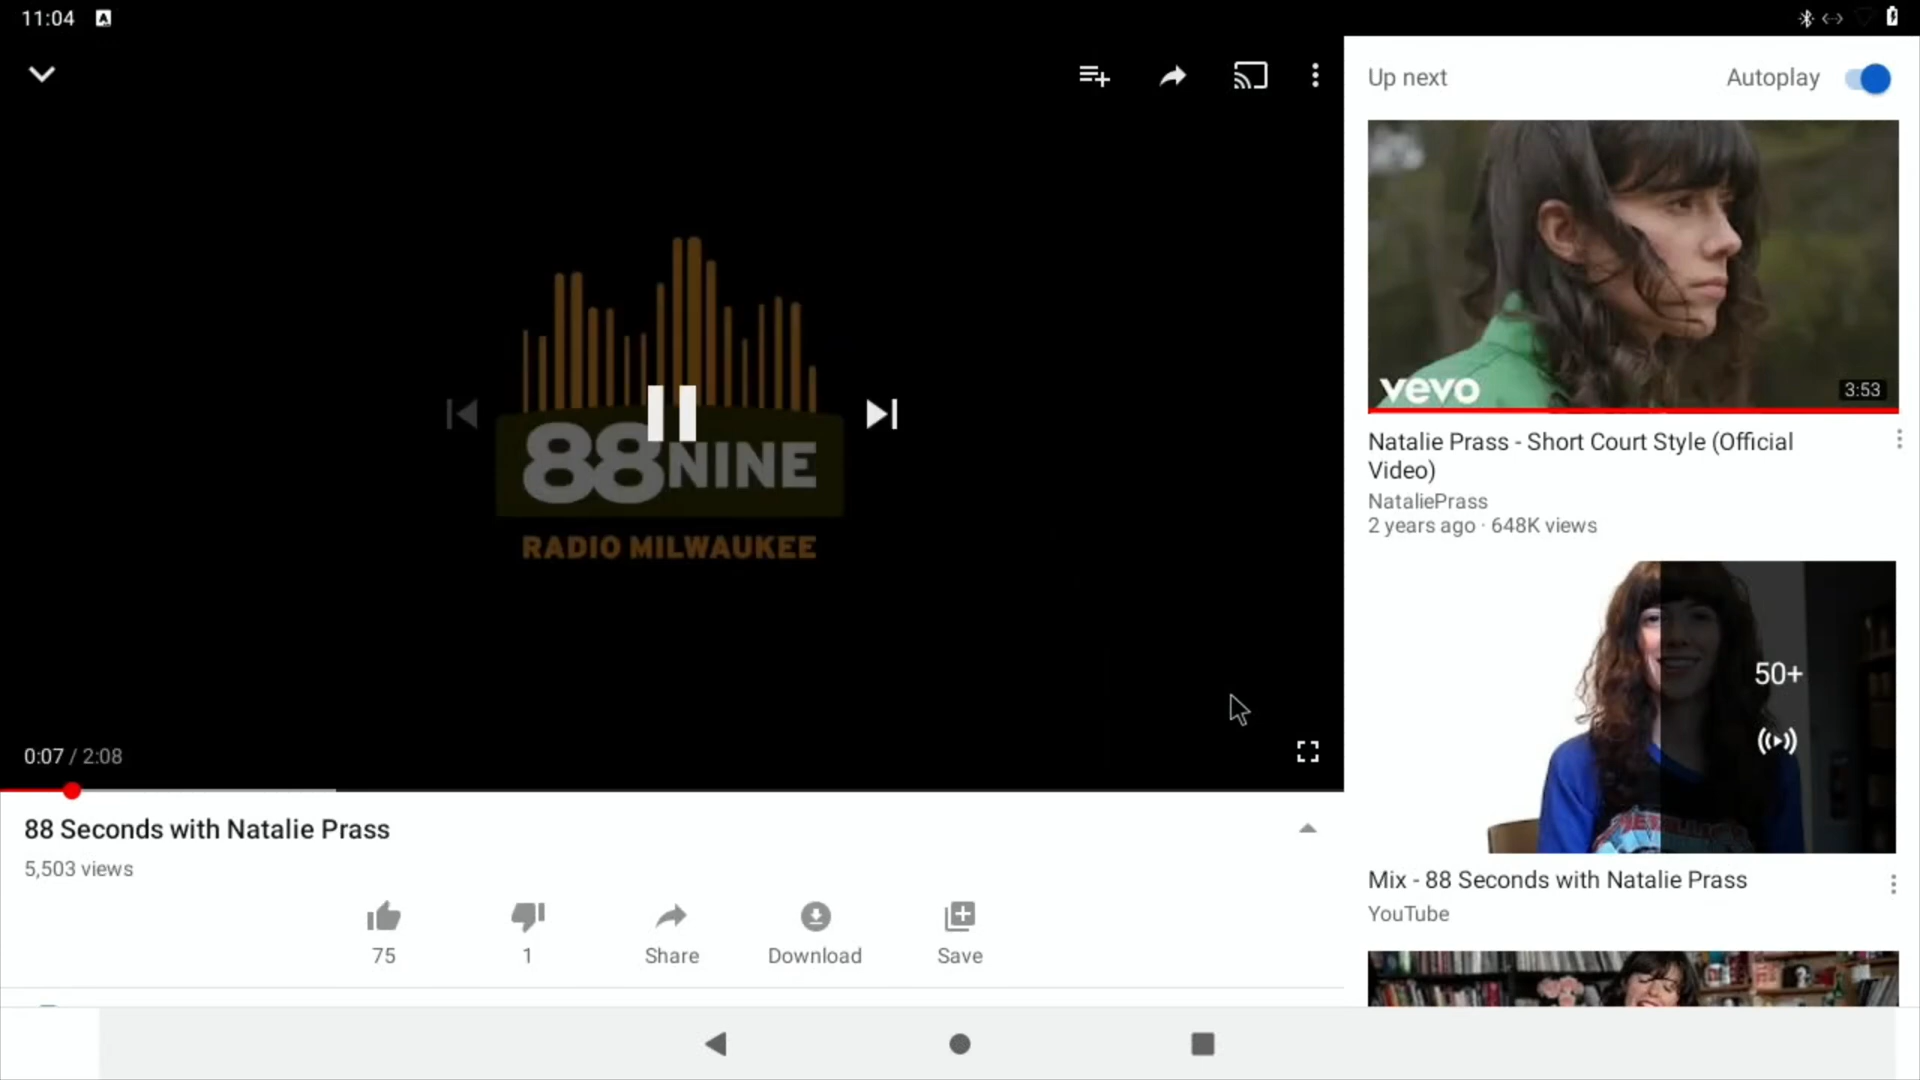 11:04
Up next
Autoplay
88NINE
RADIO MILWAUKEE
0:07 / 2:08
88 Seconds with Natalie Prass
5,503 views
75
1
Share
Download
Save
vevo
3:53
Natalie Prass - Short Court Style (Official
Video)
NataliePrass
2 years ago · 648K views
50+
METALLICA
Mix - 88 Seconds with Natalie Prass
YouTube